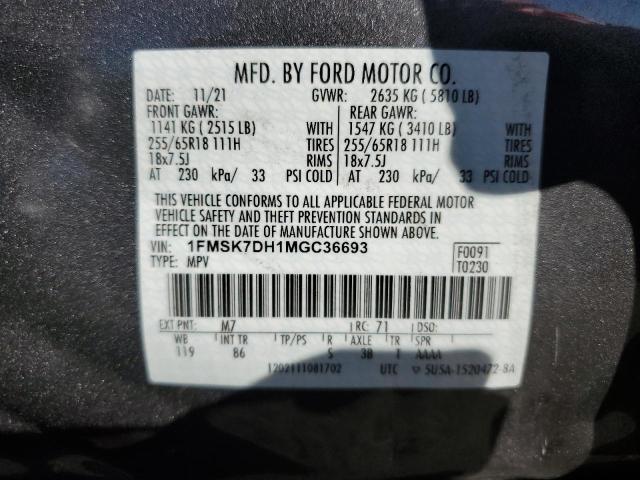 MFD. BY FORD MOTOR CO.
DATE: 11/21 GVWR: 2635 KG ( 5810 LB)
FRONT GAWR: REAR GAWR:
1141 KG ( 2515 LB) WITH 1547 KG ( 3410 LB) WITH
255/65R18 111H TIRES 255/65R18 111H TIRES
18x7.5J RIMS 18x7.5J RIMS
AT 230 kPa/ 33 PSI COLD AT 230 kPa/ 33 PSI COLD
THIS VEHICLE CONFORMS TO ALL APPLICABLE FEDERAL MOTOR
VEHICLE SAFETY AND THEFT PREVENTION STANDARDS IN
EFFECT ON THE DATE OF MANUFACTURE SHOWN ABOVE.
VIN: 1FMSK7DH1MGC36693 F0091
TYPE: MPV T0230
EXT PNT: M7 RC: 71 DSO:
WB INT TR TP/PS R AXLE TR SPR
119 86 S 3B T AAAA
1202111081702 UTC 5U5A-1520472-8A